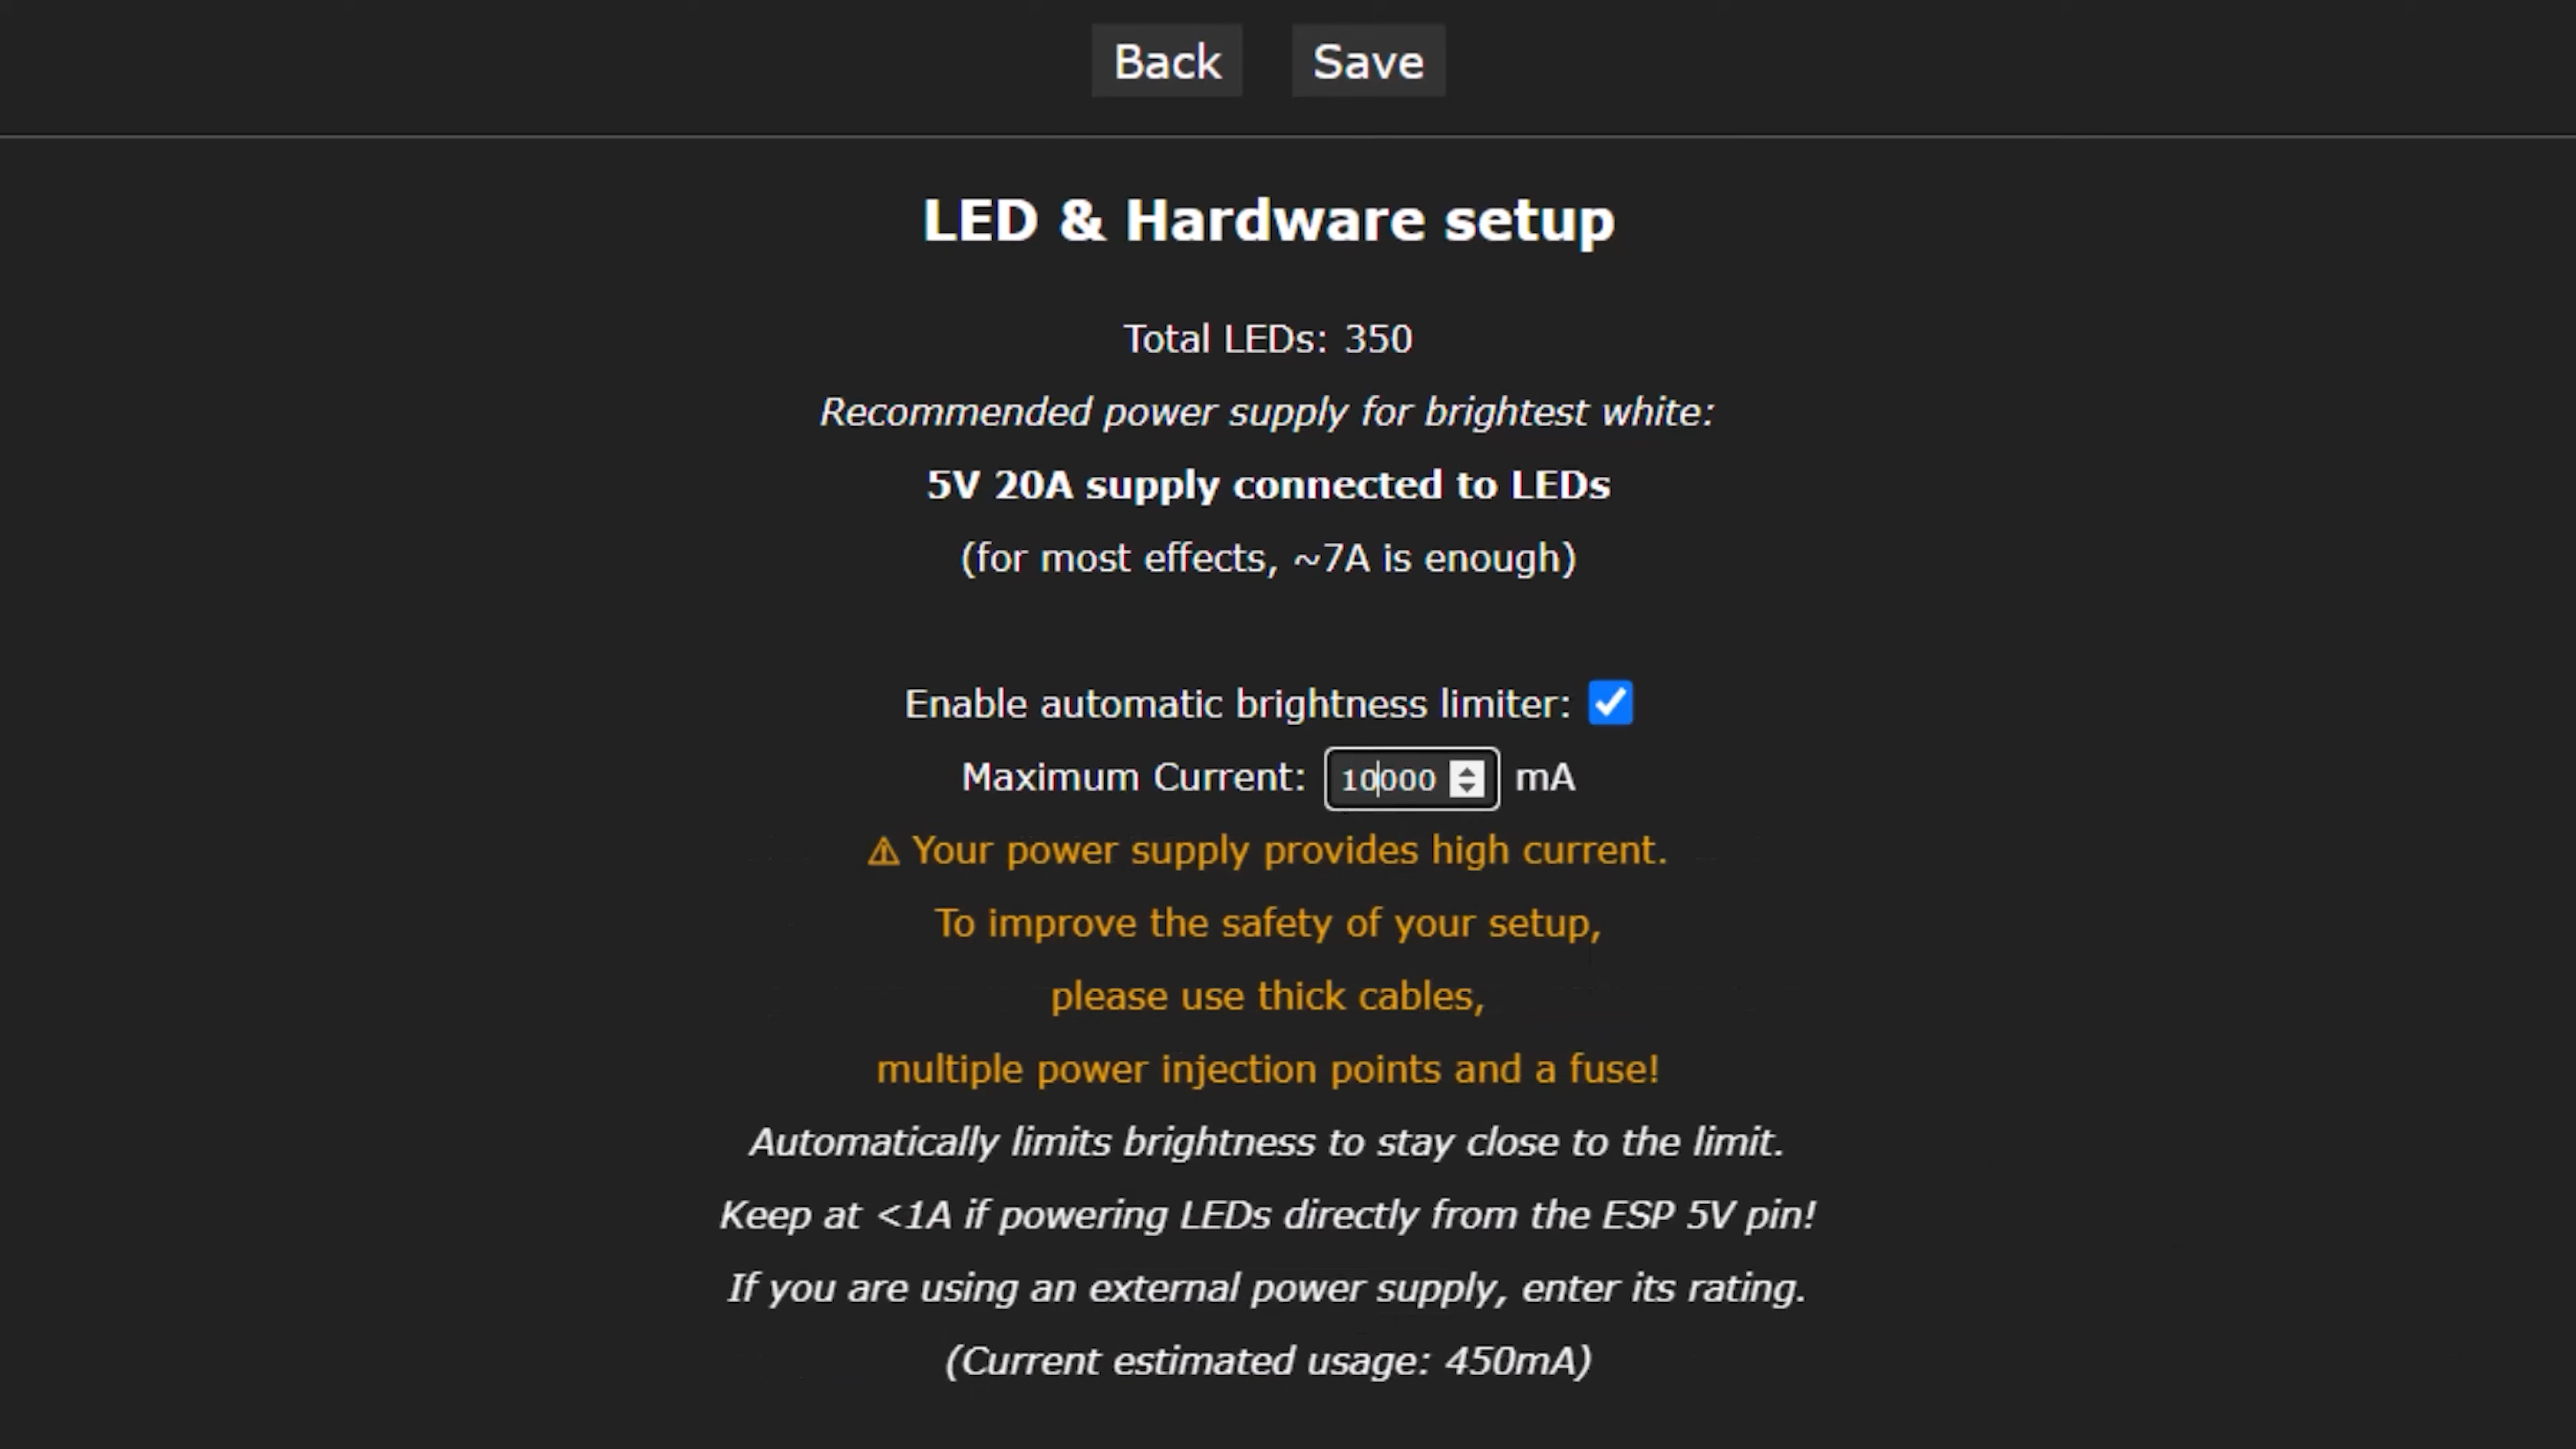 Back Save
LED & Hardware setup
Total LEDs: 350
Recommended power supply for brightest white:
5V 20A supply connected to LEDs
(for most effects, ~7A is enough)
Enable automatic brightness limiter:
Maximum Current: 10000 mA
⚠ Your power supply provides high current.
To improve the safety of your setup,
please use thick cables,
multiple power injection points and a fuse!
Automatically limits brightness to stay close to the limit.
Keep at <1A if powering LEDs directly from the ESP 5V pin!
If you are using an external power supply, enter its rating.
(Current estimated usage: 450mA)